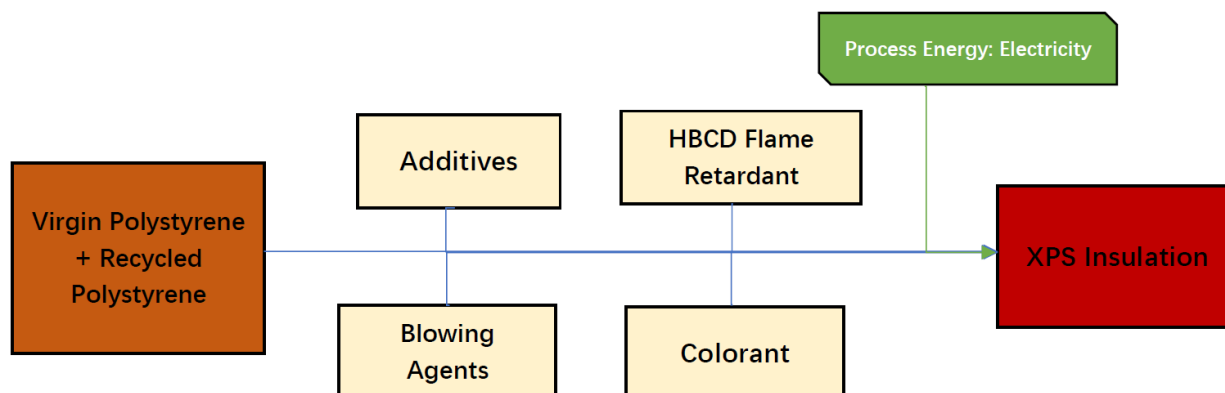 Process Energy: Electricity
Additives
HBCD Flame
Retardant
Virgin Polystyrene
+ Recycled
Polystyrene
XPS Insulation
Blowing
Agents
Colorant